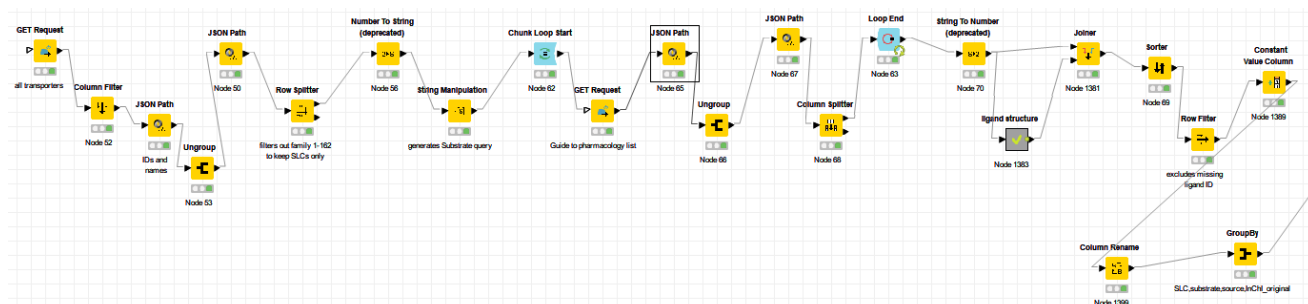 GET Request
all transporters
Column Filter
Node 52
JSON Path
IDs and
names
Ungroup
Node 53
JSON Path
Node 50
Row Splitter
filters out family 1-162
to keep SLCs only
Number To String
(deprecated)
Node 56
String Manipulation
generates Substrate query
Chunk Loop Start
Node 62
GET Request
Guide to pharmacology list
JSON Path
Node 65
Ungroup
Node 66
JSON Path
Node 67
Column Splitter
Node 68
Loop End
Node 63
String To Number
(deprecated)
Node 70
ligand structure
Node 1383
Joiner
Node 1381
Sorter
Node 69
Row Filter
excludes missing
ligand ID
Constant
Value Column
Node 1389
Column Rename
Node 1399
GroupBy
SLC,substrate,source,InChI_original